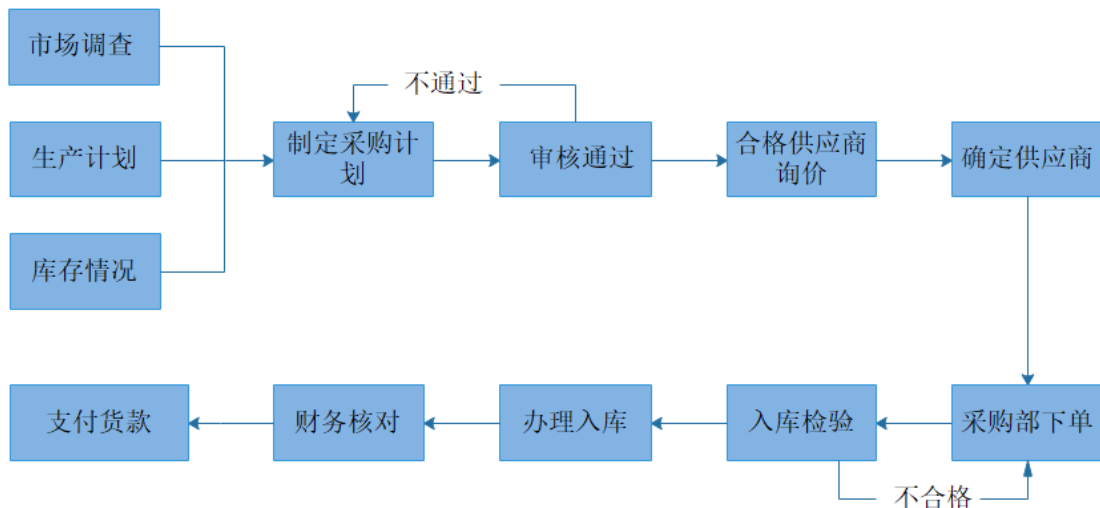 市场调查
不通过
生产计划
制定采购计
划
审核通过
合格供应商
询价
确定供应商
库存情况
支付货款
财务核对
办理入库
入库检验
采购部下单
不合格